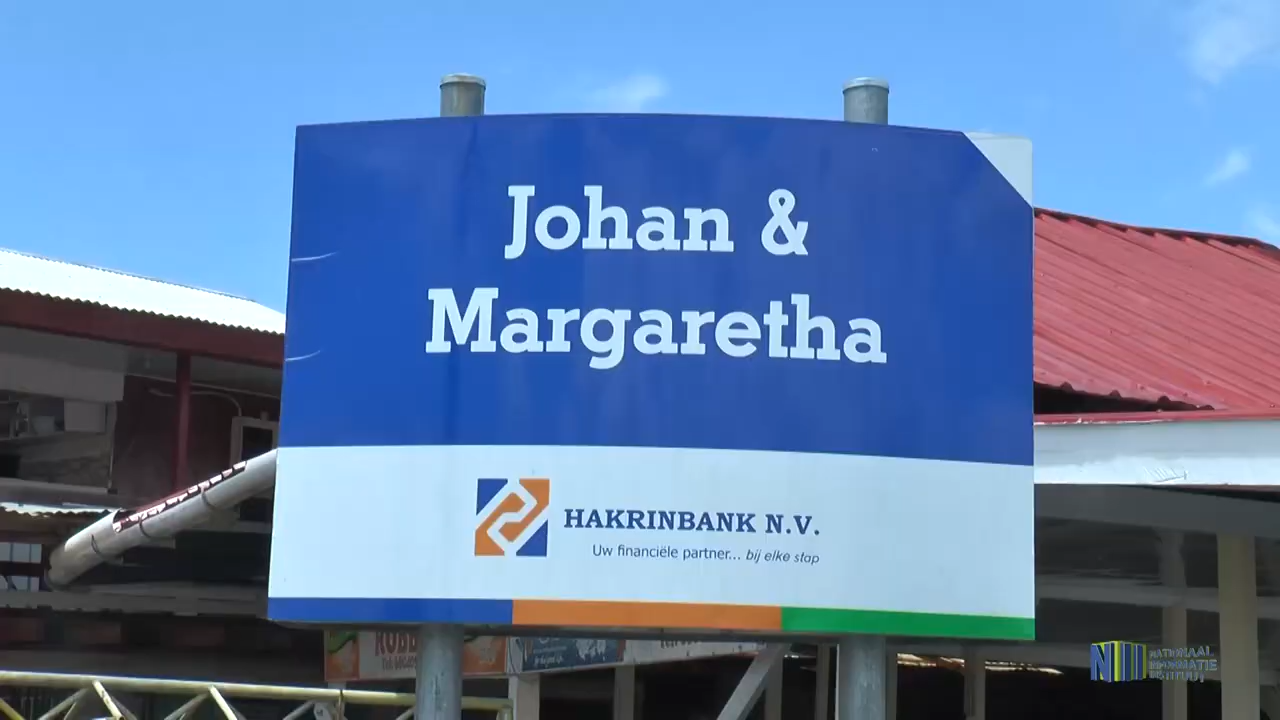 Johan &
Margaretha
HAKRINBANK N.V.
Uw financiële partner... bij elke stap
NATIONAAL
INFORMATIE
INSTITUUT